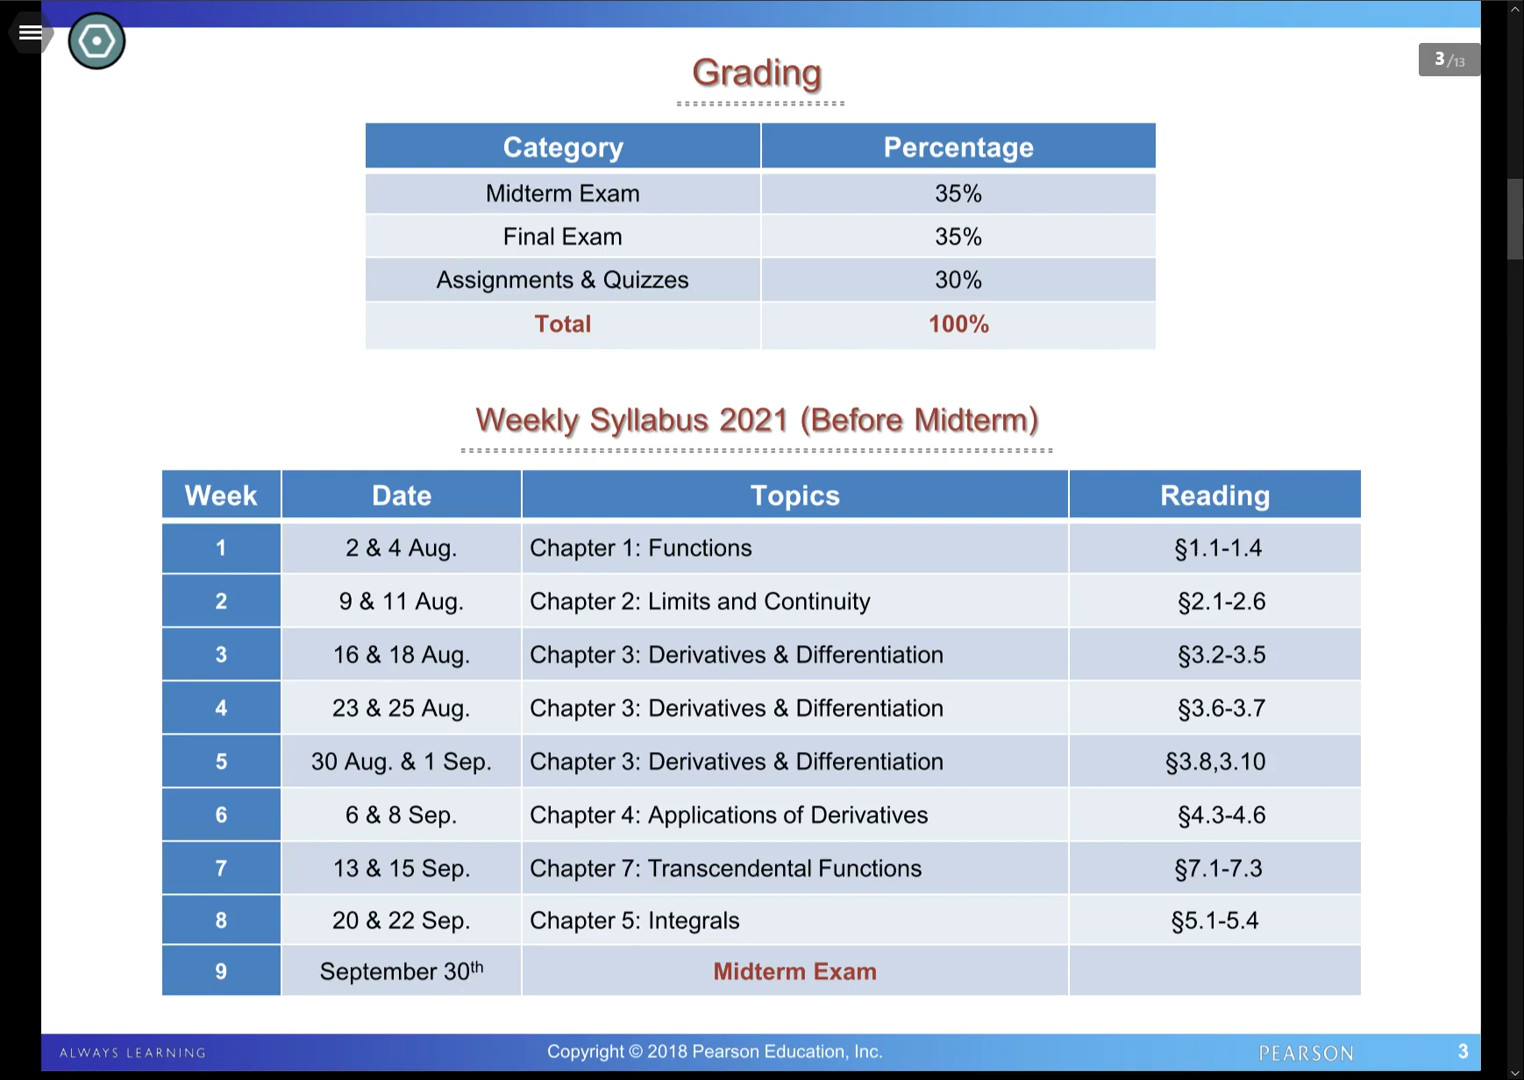 3/13
Grading
Category Percentage
Midterm Exam 35%
Final Exam 35%
Assignments & Quizzes 30%
Total 100%
Weekly Syllabus 2021 (Before Midterm)
Week Date Topics Reading
1 2 & 4 Aug. Chapter 1: Functions §1.1-1.4
2 9 & 11 Aug. Chapter 2: Limits and Continuity §2.1-2.6
3 16 & 18 Aug. Chapter 3: Derivatives & Differentiation §3.2-3.5
4 23 & 25 Aug. Chapter 3: Derivatives & Differentiation §3.6-3.7
5 30 Aug. & 1 Sep. Chapter 3: Derivatives & Differentiation §3.8,3.10
6 6 & 8 Sep. Chapter 4: Applications of Derivatives §4.3-4.6
7 13 & 15 Sep. Chapter 7: Transcendental Functions §7.1-7.3
8 20 & 22 Sep. Chapter 5: Integrals §5.1-5.4
9 September 30th Midterm Exam
ALWAYS LEARNING Copyright © 2018 Pearson Education, Inc. PEARSON 3